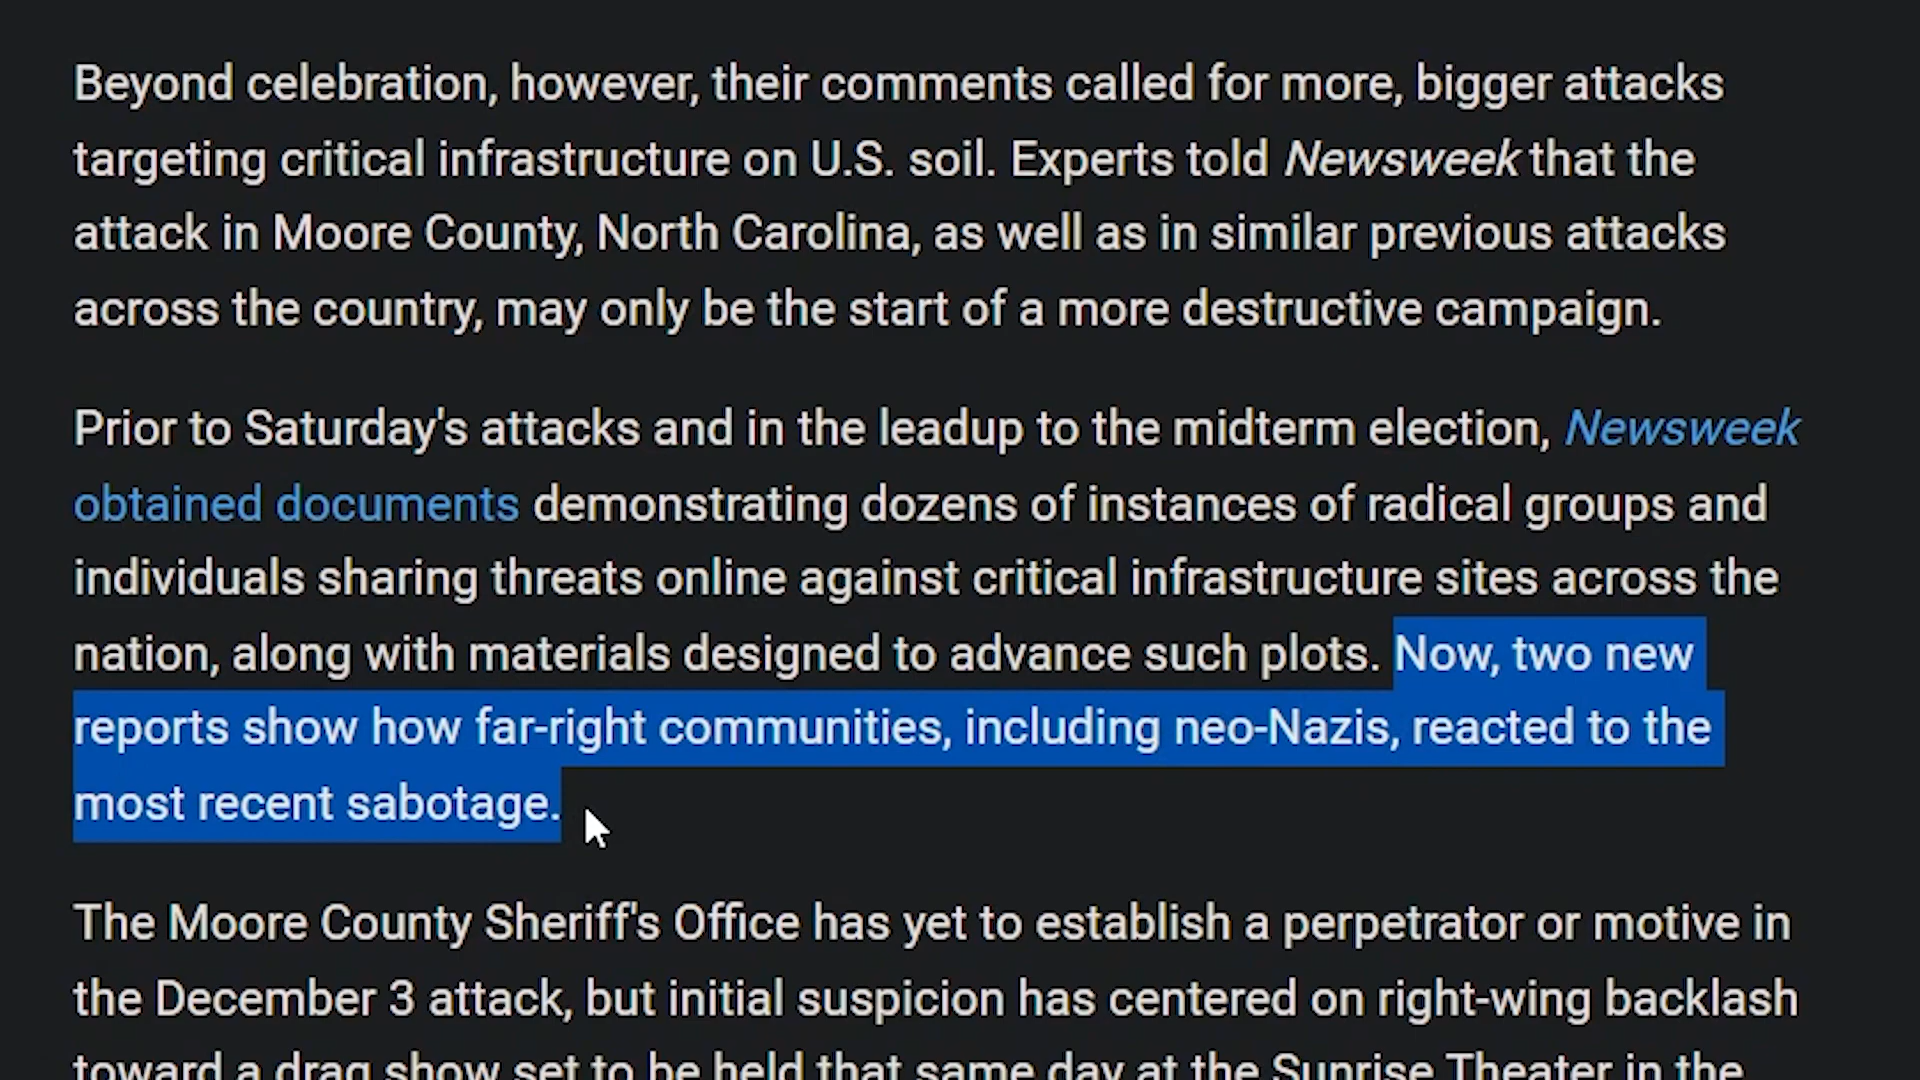 Beyond celebration, however, their comments called for more, bigger attacks
targeting critical infrastructure on U.S. soil. Experts told Newsweek that the
attack in Moore County, North Carolina, as well as in similar previous attacks
across the country, may only be the start of a more destructive campaign.
Prior to Saturday's attacks and in the leadup to the midterm election, Newsweek
obtained documents demonstrating dozens of instances of radical groups and
individuals sharing threats online against critical infrastructure sites across the
nation, along with materials designed to advance such plots. Now, two new
reports show how far-right communities, including neo-Nazis, reacted to the
most recent sabotage.
The Moore County Sheriff's Office has yet to establish a perpetrator or motive in
the December 3 attack, but initial suspicion has centered on right-wing backlash
toward a drag show set to be held that same day at the Sunrise Theater in the